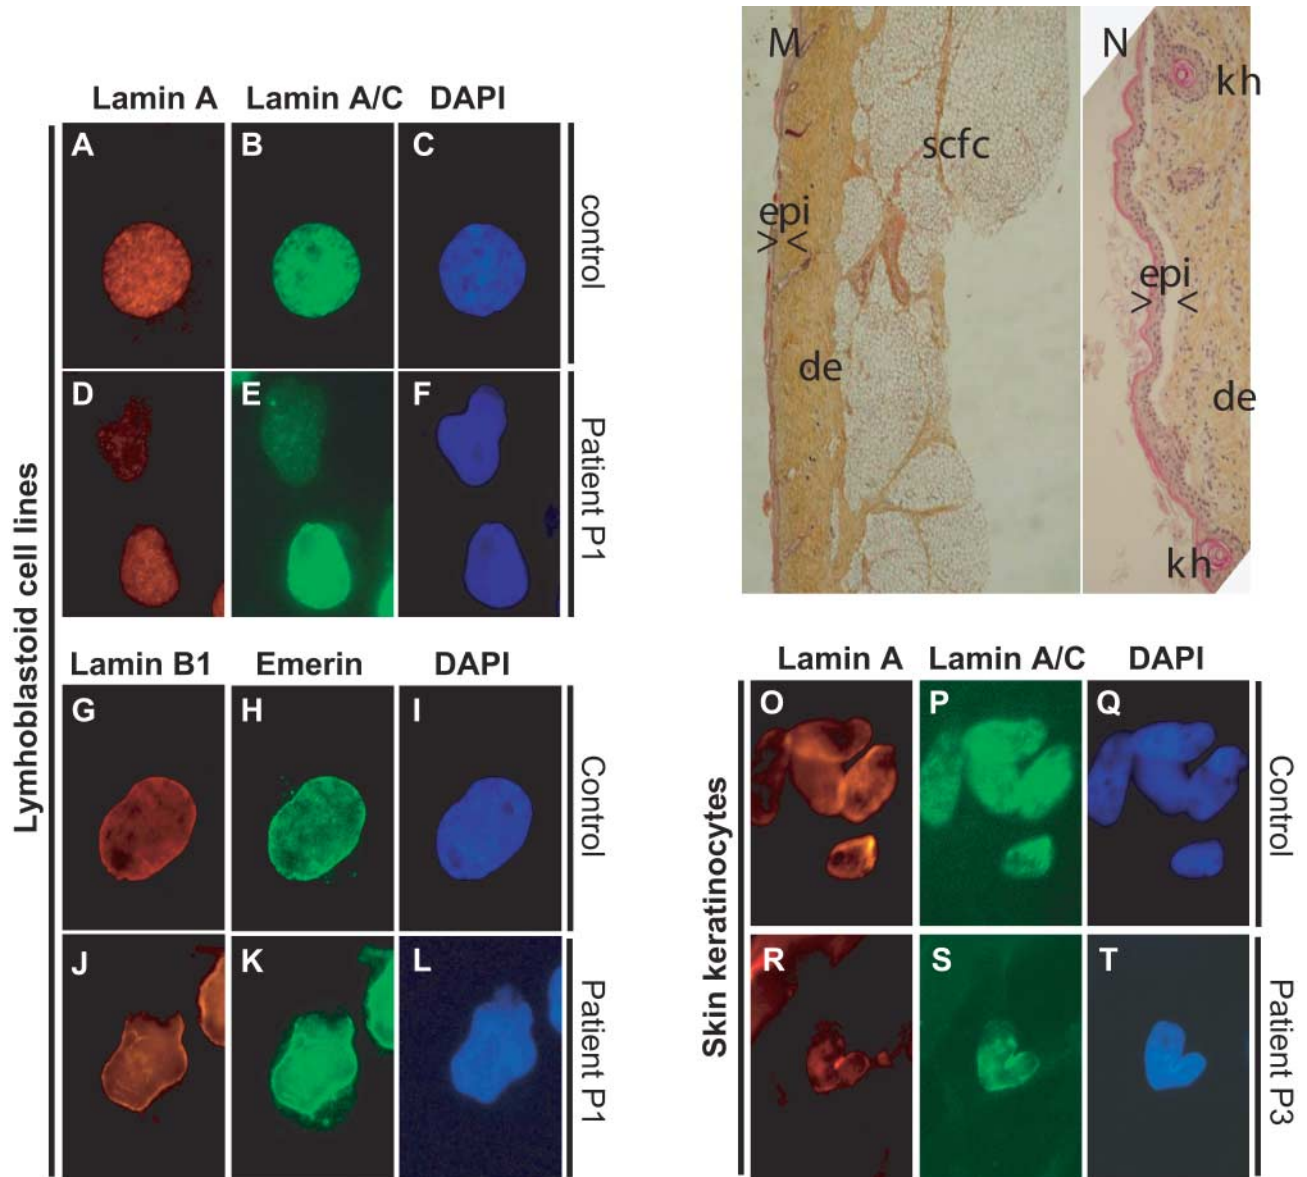 Lymhoblastoid cell lines
Lamin A Lamin A/C DAPI
A B C
control
D E F
Patient P1
Lamin B1 Emerin DAPI
G H I
Control
J K L
Patient P1
M N
kh
scfc
epi
> <
epi
> <
de
de
kh
Skin keratinocytes
Lamin A Lamin A/C DAPI
O P Q
Control
R S T
Patient P3